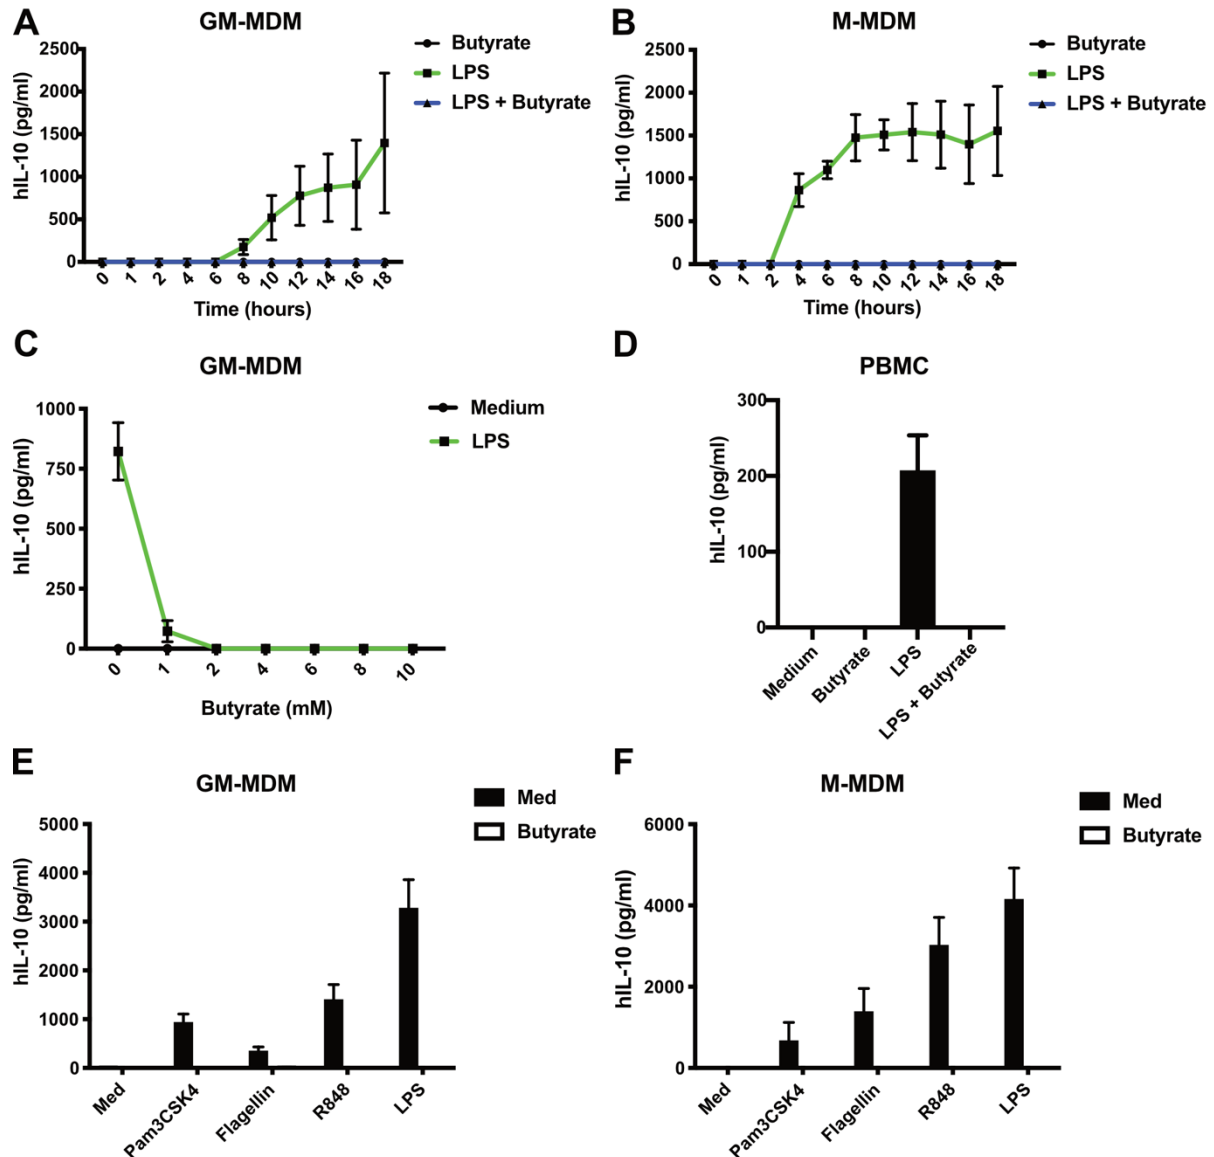 A
GM-MDM
hIL-10 (pg/ml)
2500
2000
1500
1000
500
0
0 1 2 4 6 8 10 12 14 16 18
Time (hours)
Butyrate
LPS
LPS + Butyrate
B
M-MDM
hIL-10 (pg/ml)
2500
2000
1500
1000
500
0
0 1 2 4 6 8 10 12 14 16 18
Time (hours)
Butyrate
LPS
LPS + Butyrate
C
GM-MDM
hIL-10 (pg/ml)
1000
750
500
250
0
0 1 2 4 6 8 10
Butyrate (mM)
Medium
LPS
D
PBMC
hIL-10 (pg/ml)
300
200
100
0
Medium
Butyrate
LPS
LPS + Butyrate
E
GM-MDM
hIL-10 (pg/ml)
5000
4000
3000
2000
1000
0
Med
Pam3CSK4
Flagellin
R848
LPS
Med
Butyrate
F
M-MDM
hIL-10 (pg/ml)
6000
4000
2000
0
Med
Pam3CSK4
Flagellin
R848
LPS
Med
Butyrate